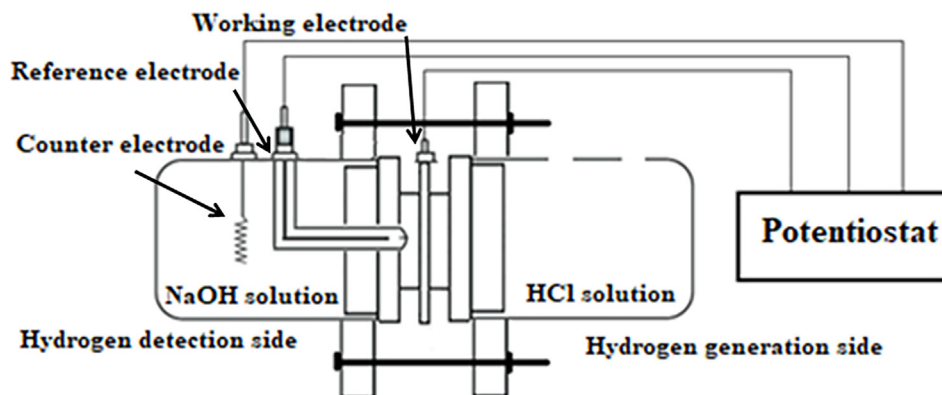 Working electrode
Reference electrode
Counter electrode
Potentiostat
NaOH solution
HCl solution
Hydrogen detection side
Hydrogen generation side